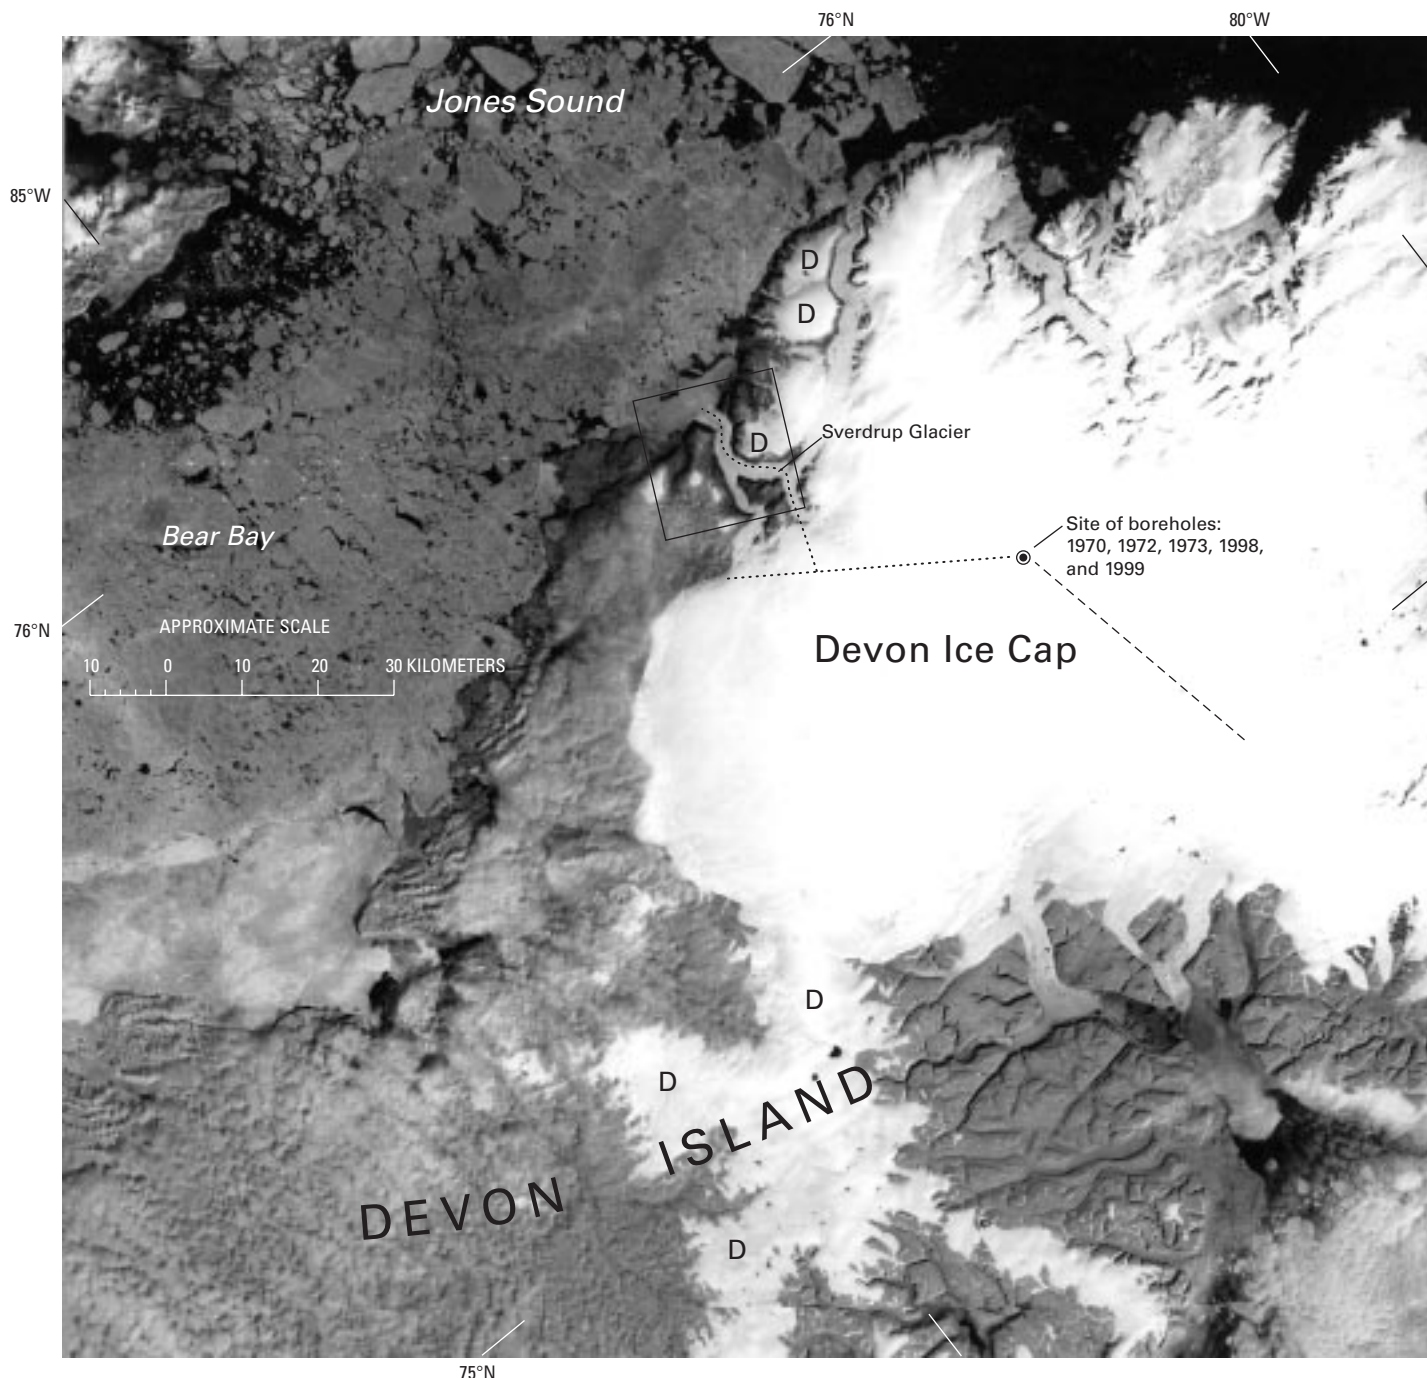 76°N
80°W
Jones Sound
85°W
D
D
D
Sverdrup Glacier
Site of boreholes:
1970, 1972, 1973, 1998,
and 1999
Bear Bay
76°N
APPROXIMATE SCALE
10 0 10 20 30 KILOMETERS
Devon Ice Cap
D
D
ISLAND
DEVON
D
75°N